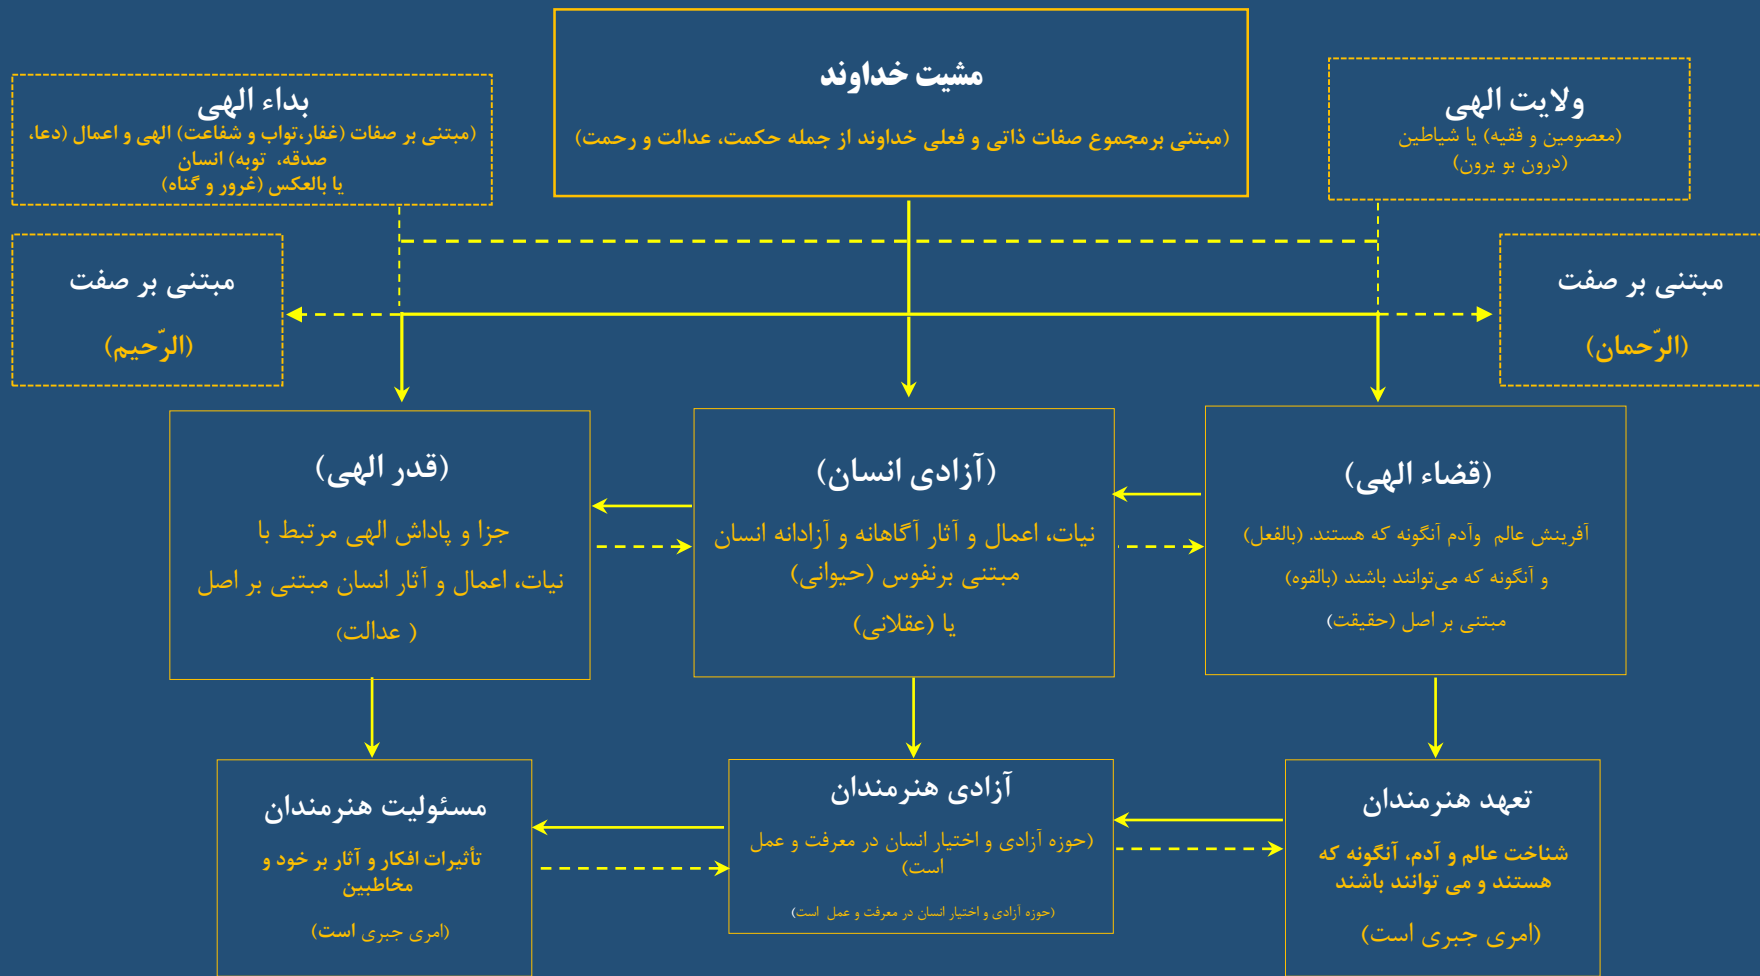 مشیت خداوند
(مبتنی برمجموع صفات ذاتی و فعلی خداوند از جمله حکمت، عدالت و رحمت)
ولایت الهی
(معصومین و فقیه) یا شیاطین
(درون بو یرون)
بداء الهی
(مبتنی بر صفات (غفار،تواب و شفاعت) الهی و اعمال (دعا،
صدقه، توبه) انسان
یا بالعکس (غرور و گناه)
مبتنی بر صفت
(الرّحمان)
مبتنی بر صفت
(الرّحیم)
(قضاء الهی)
آفرینش عالم وآدم آنگونه که هستند. (بالفعل)
و آنگونه که می‌توانند باشند (بالقوه)
مبتنی بر اصل (حقیقت)
(آزادی انسان)
نیات، اعمال و آثار آگاهانه و آزادانه انسان
مبتنی برنفوس (حیوانی)
یا (عقلانی)
(قدر الهی)
جزا و پاداش الهی مرتبط با
نیات، اعمال و آثار انسان مبتنی بر اصل
( عدالت)
تعهد هنرمندان
شناخت عالم و آدم، آنگونه که
هستند و می توانند باشند
(امری جبری است)
آزادی هنرمندان
(حوزه آزادی و اختیار انسان در معرفت و عمل
است)
(حوزه آزادی و اختیار انسان در معرفت و عمل است)
مسئولیت هنرمندان
تأثیرات افکار و آثار بر خود و
مخاطبین
(امری جبری است)